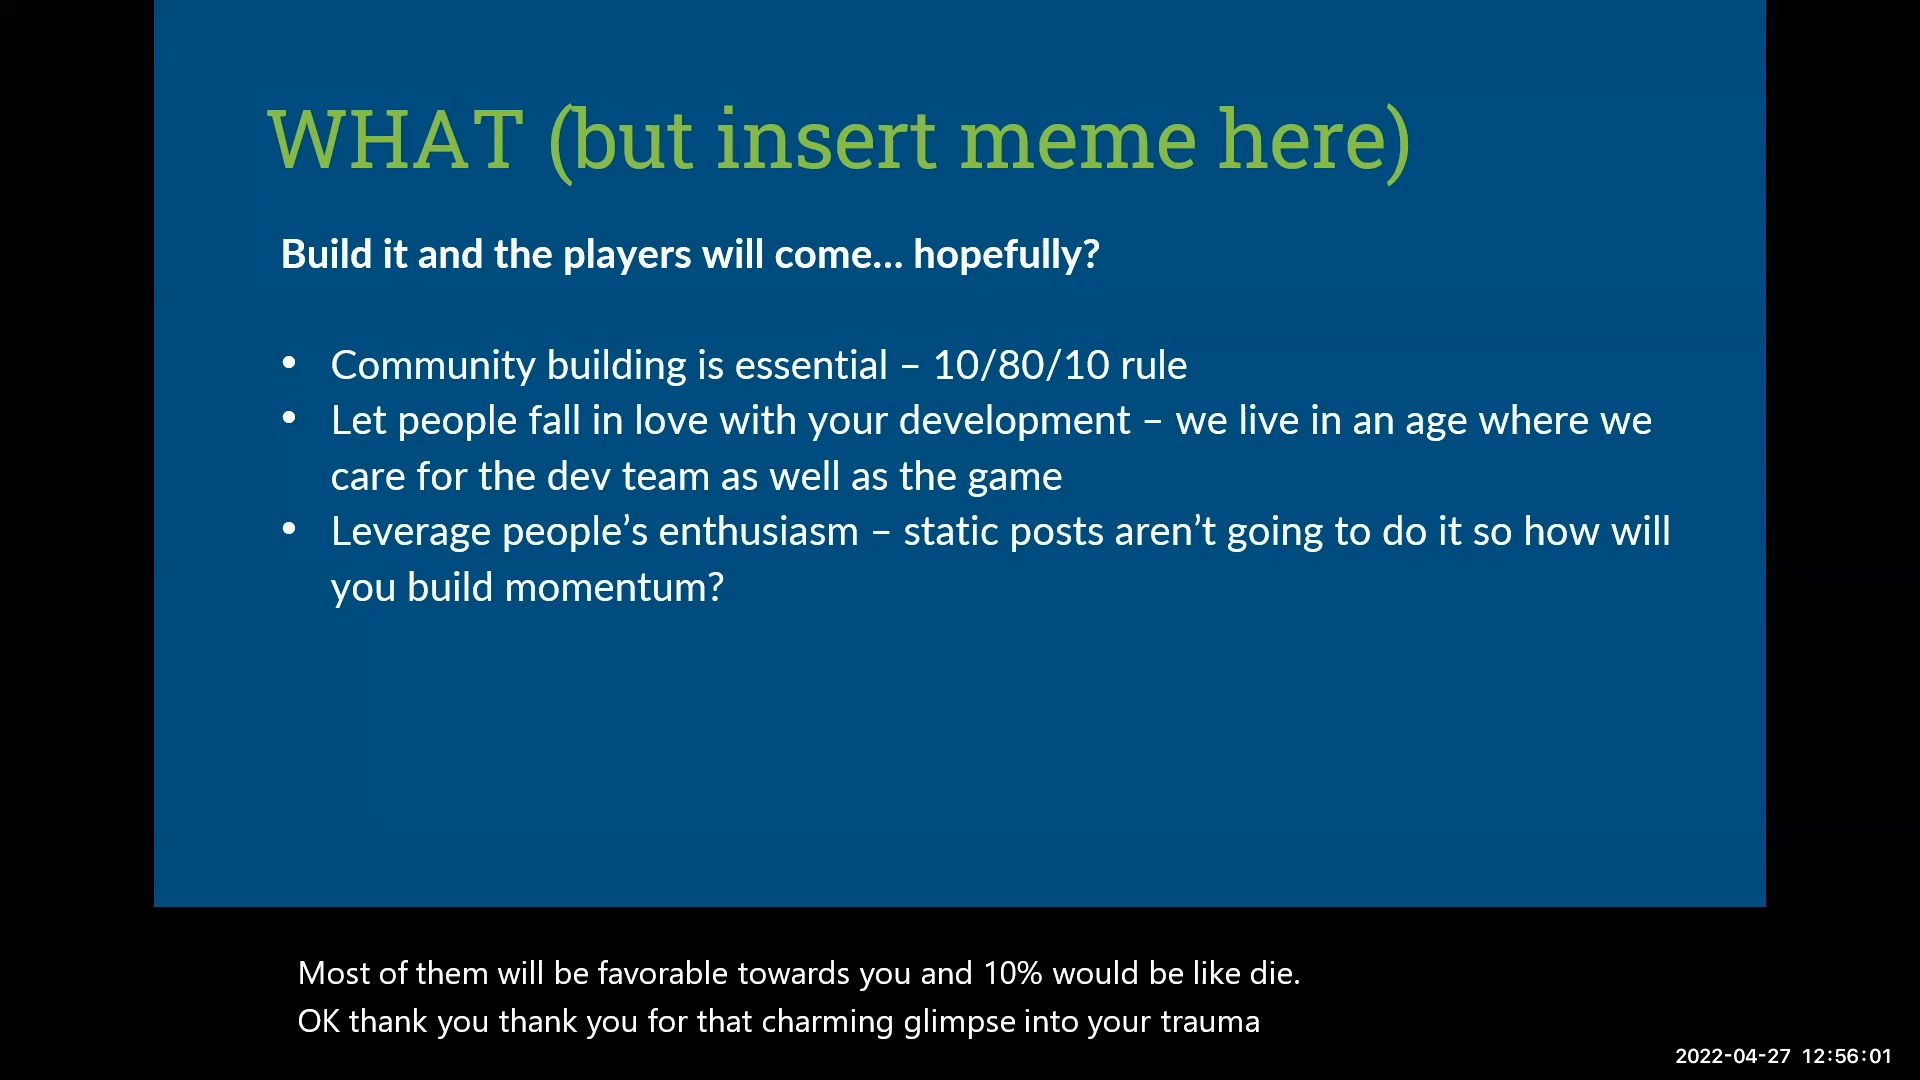 WHAT (but insert meme here)
Build it and the players will come... hopefully?
• Community building is essential – 10/80/10 rule
• Let people fall in love with your development – we live in an age where we
care for the dev team as well as the game
• Leverage people’s enthusiasm – static posts aren’t going to do it so how will
you build momentum?
Most of them will be favorable towards you and 10% would be like die.
OK thank you thank you for that charming glimpse into your trauma
2022-04-27 12:56:01